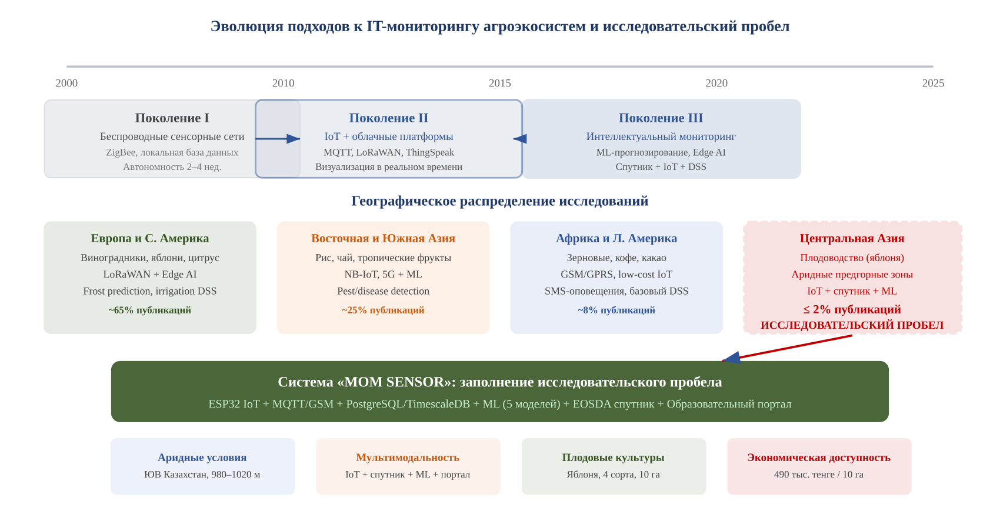 Эволюция подходов к IT-мониторингу агроэкосистем и исследовательский пробел
2000
2010
2015
2020
2025
Поколение I
Беспроводные сенсорные сети
ZigBee, локальная база данных
Автономность 2–4 нед.
Поколение II
IoT + облачные платформы
MQTT, LoRaWAN, ThingSpeak
Визуализация в реальном времени
Поколение III
Интеллектуальный мониторинг
ML-прогнозирование, Edge AI
Спутник + IoT + DSS
Географическое распределение исследований
Европа и С. Америка
Виноградники, яблони, цитрус
LoRaWAN + Edge AI
Frost prediction, irrigation DSS
~65% публикаций
Восточная и Южная Азия
Рис, чай, тропические фрукты
NB-IoT, 5G + ML
Pest/disease detection
~25% публикаций
Африка и Л. Америка
Зерновые, кофе, какао
GSM/GPRS, low-cost IoT
SMS-оповещения, базовый DSS
~8% публикаций
Центральная Азия
Плодоводство (яблоня)
Аридные предгорные зоны
IoT + спутник + ML
≤ 2% публикаций
ИССЛЕДОВАТЕЛЬСКИЙ ПРОБЕЛ
Система «MOM SENSOR»: заполнение исследовательского пробела
ESP32 IoT + MQTT/GSM + PostgreSQL/TimescaleDB + ML (5 моделей) + EOSDA спутник + Образовательный портал
Аридные условия
ЮВ Казахстан, 980–1020 м
Мультимодальность
IoT + спутник + ML + портал
Плодовые культуры
Яблоня, 4 сорта, 10 га
Экономическая доступность
490 тыс. тенге / 10 га